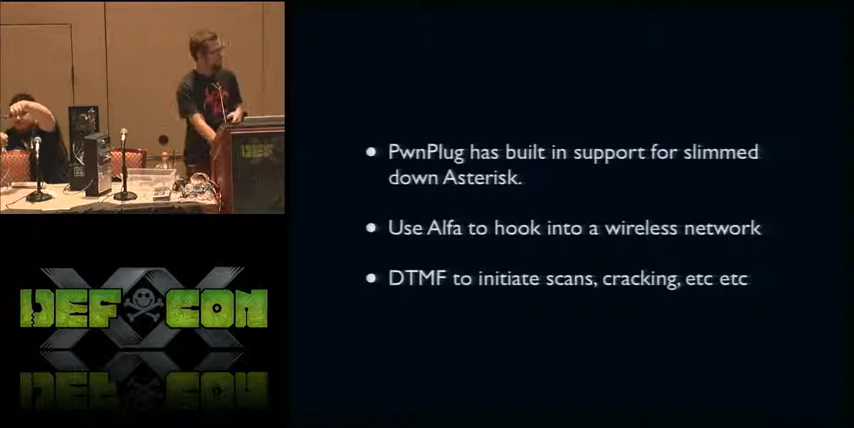 PwnPlug has built in support for slimmed
down Asterisk.
Use Alfa to hook into a wireless network
DTMF to initiate scans, cracking, etc etc
DEF CON
XX